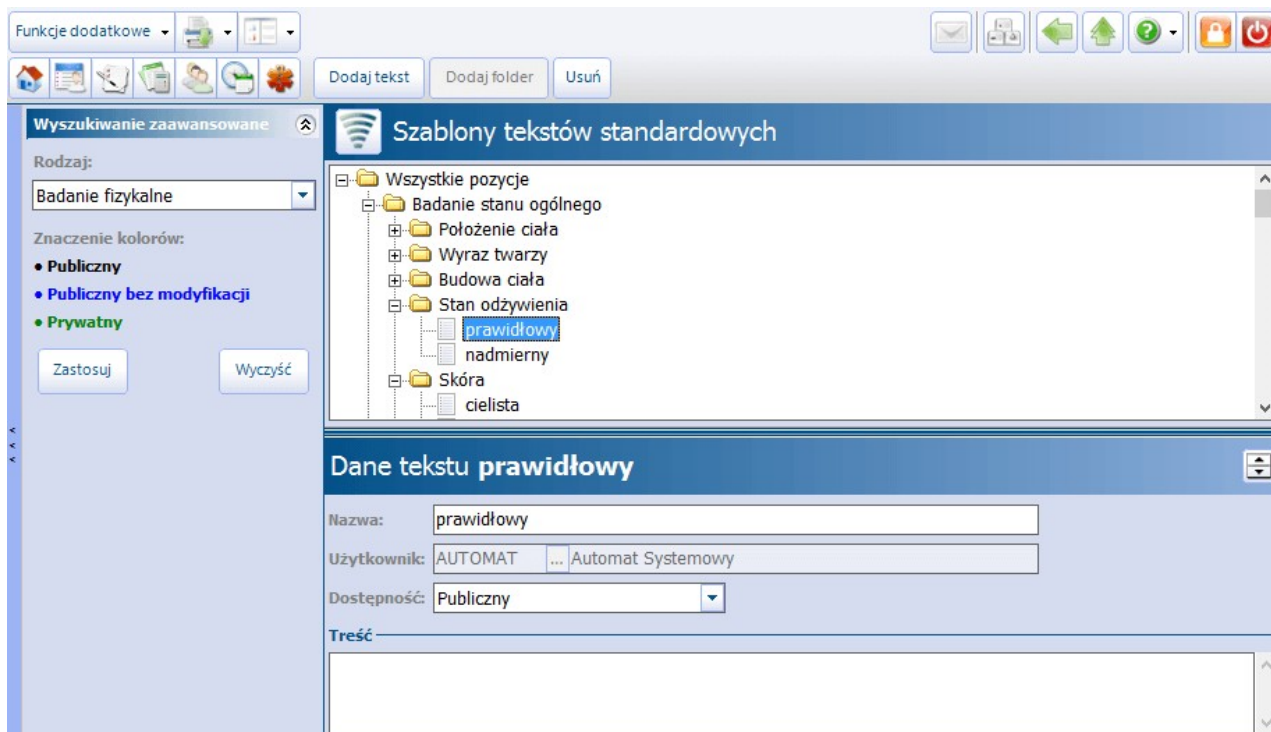 Funkcje dodatkowe
Dodaj tekst
Dodaj folder
Usuń
Wyszukiwanie zaawansowane
Rodzaj:
Badanie fizykalne
Znaczenie kolorów:
• Publiczny
• Publiczny bez modyfikacji
• Prywatny
Zastosuj
Wyczyść
Szablony tekstów standardowych
Wszystkie pozycje
Badanie stanu ogólnego
Położenie ciała
Wyraz twarzy
Budowa ciała
Stan odżywienia
prawidłowy
nadmierny
Skóra
cielista
Dane tekstu prawidłowy
Nazwa: prawidłowy
Użytkownik: AUTOMAT ... Automat Systemowy
Dostępność: Publiczny
Treść